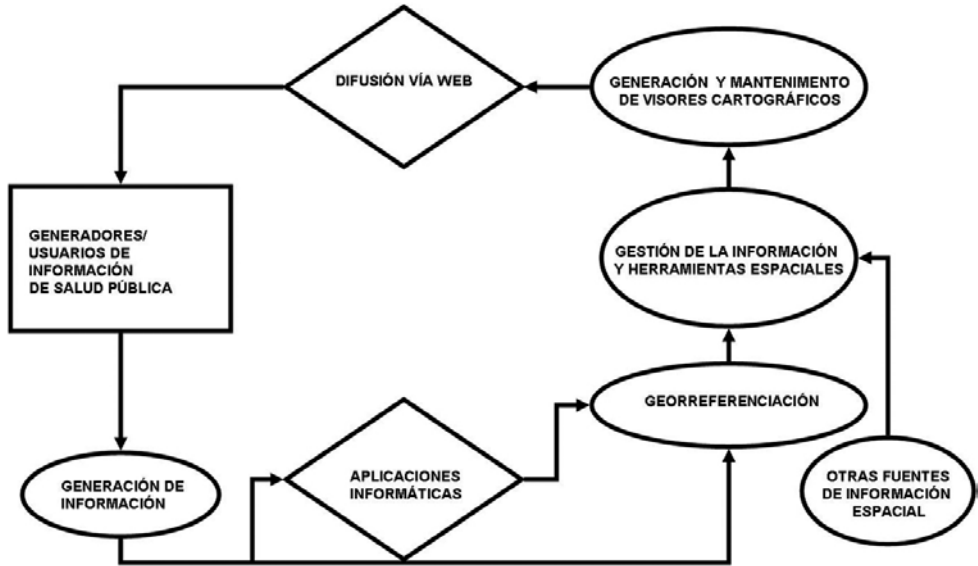 DIFUSIÓN VÍA WEB
GENERACIÓN Y MANTENIMENTO
DE VISORES CARTOGRÁFICOS
GENERADORES/
USUARIOS DE
INFORMACIÓN
DE SALUD PÚBLICA
GESTIÓN DE LA INFORMACIÓN
Y HERRAMIENTAS ESPACIALES
GEORREFERENCIACIÓN
GENERACIÓN DE
INFORMACIÓN
APLICACIONES
INFORMÁTICAS
OTRAS FUENTES
DE INFORMACIÓN
ESPACIAL